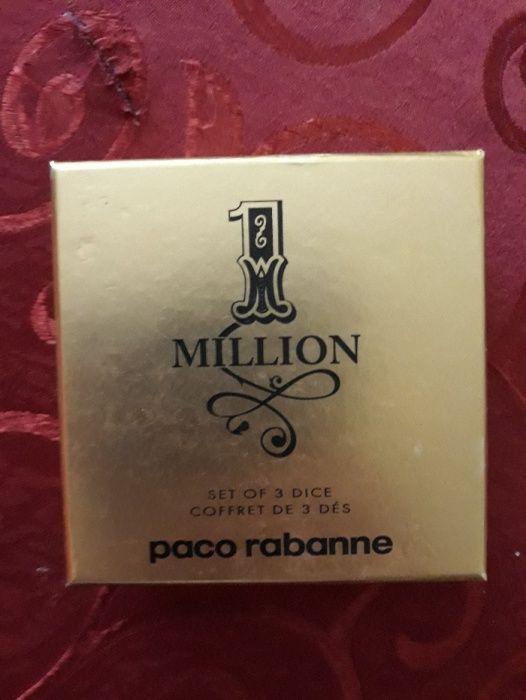 1
MILLION
SET OF 3 DICE
COFFRET DE 3 DÉS
paco rabanne